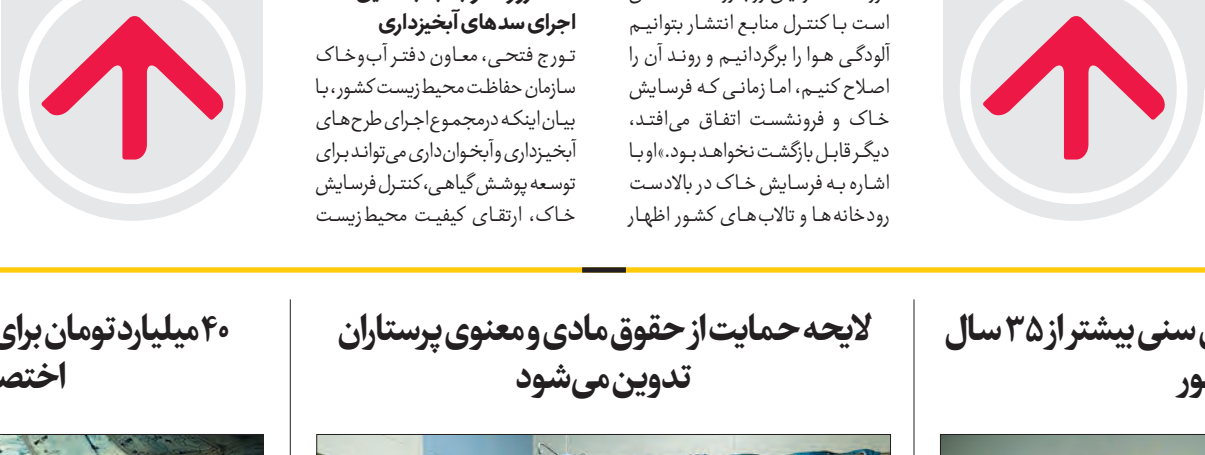 است با کنترل منابع انتشار بتوانیم
آلودگی هوا را برگردانیم و روند آن را
اصلاح کنیم، اما زمانی که فرسایش
خاک و فرونشست اتفاق می‌افتد،
دیگر قابل بازگشت نخواهد بود.» او با
اشاره به فرسایش خاک در بالادست
رودخانه‌ها و تالاب‌های کشور اظهار
اجرای سدهای آبخیزداری
تورج فتحی، معاون دفتر آب‌وخاک
سازمان حفاظت محیط‌زیست کشور، با
بیان اینکه درمجموع اجرای طرح‌های
آبخیزداری و آبخوان‌داری می‌تواند برای
توسعه پوشش گیاهی، کنترل فرسایش
خاک، ارتقای کیفیت محیط‌زیست
سنی بیشتر از ۳۵ سال
لایحه حمایت از حقوق مادی و معنوی پرستاران
تدوین می‌شود
۴۰ میلیارد تومان برای